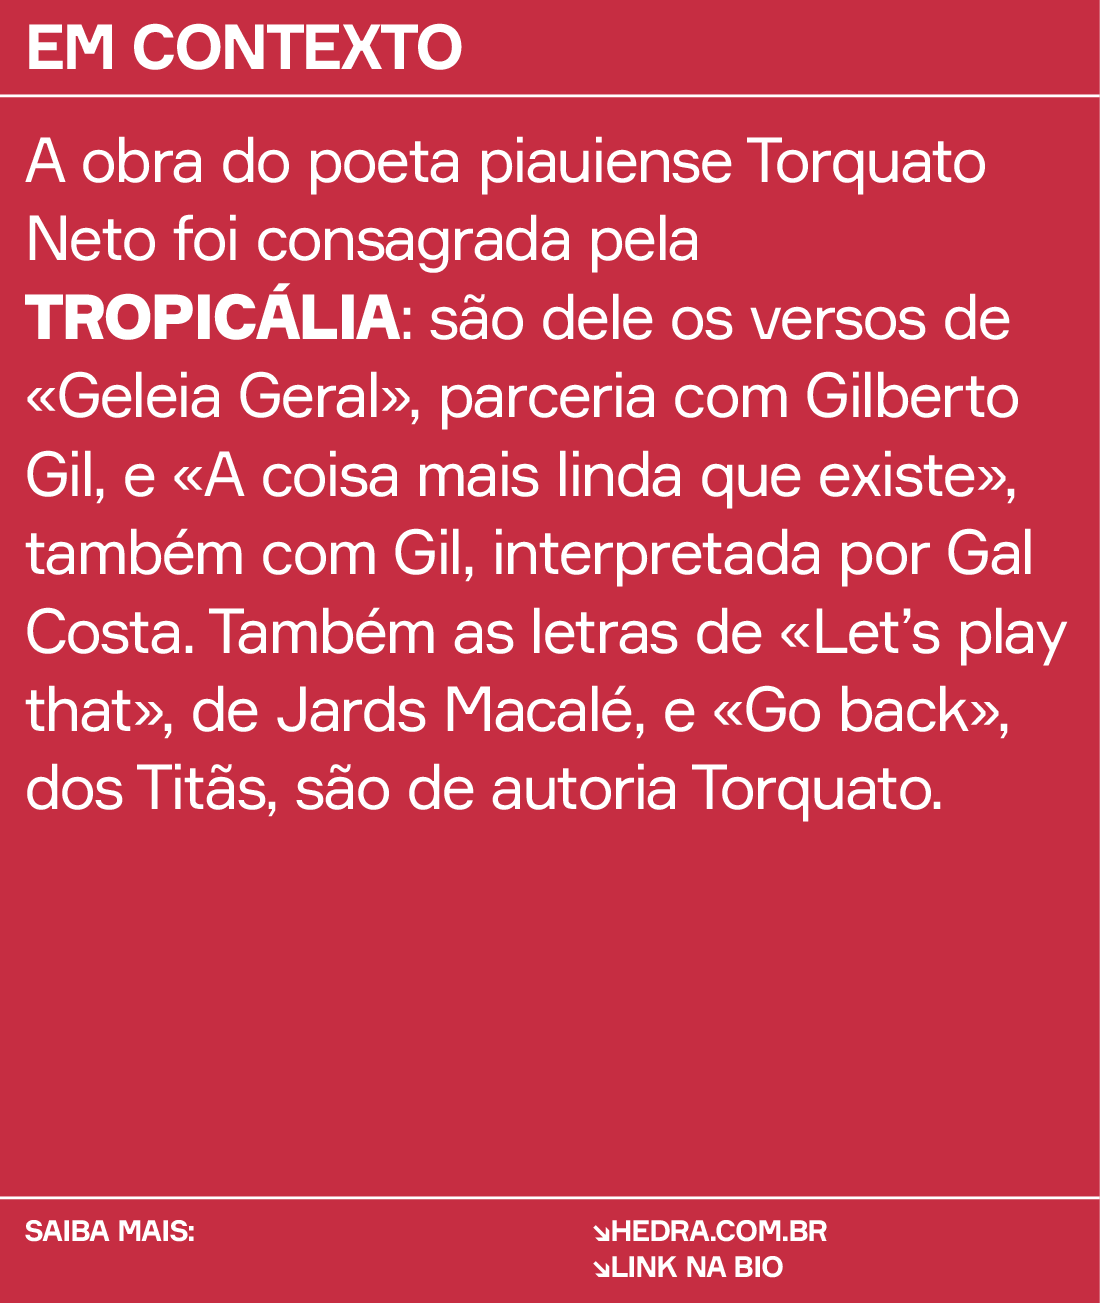 EM CONTEXTO
A obra do poeta piauiense Torquato
Neto foi consagrada pela
TROPICÁLIA: são dele os versos de
«Geleia Geral», parceria com Gilberto
Gil, e «A coisa mais linda que existe»,
também com Gil, interpretada por Gal
Costa. Também as letras de «Let’s play
that», de Jards Macalé, e «Go back»,
dos Titãs, são de autoria Torquato.
SAIBA MAIS:
↘HEDRA.COM.BR
↘LINK NA BIO